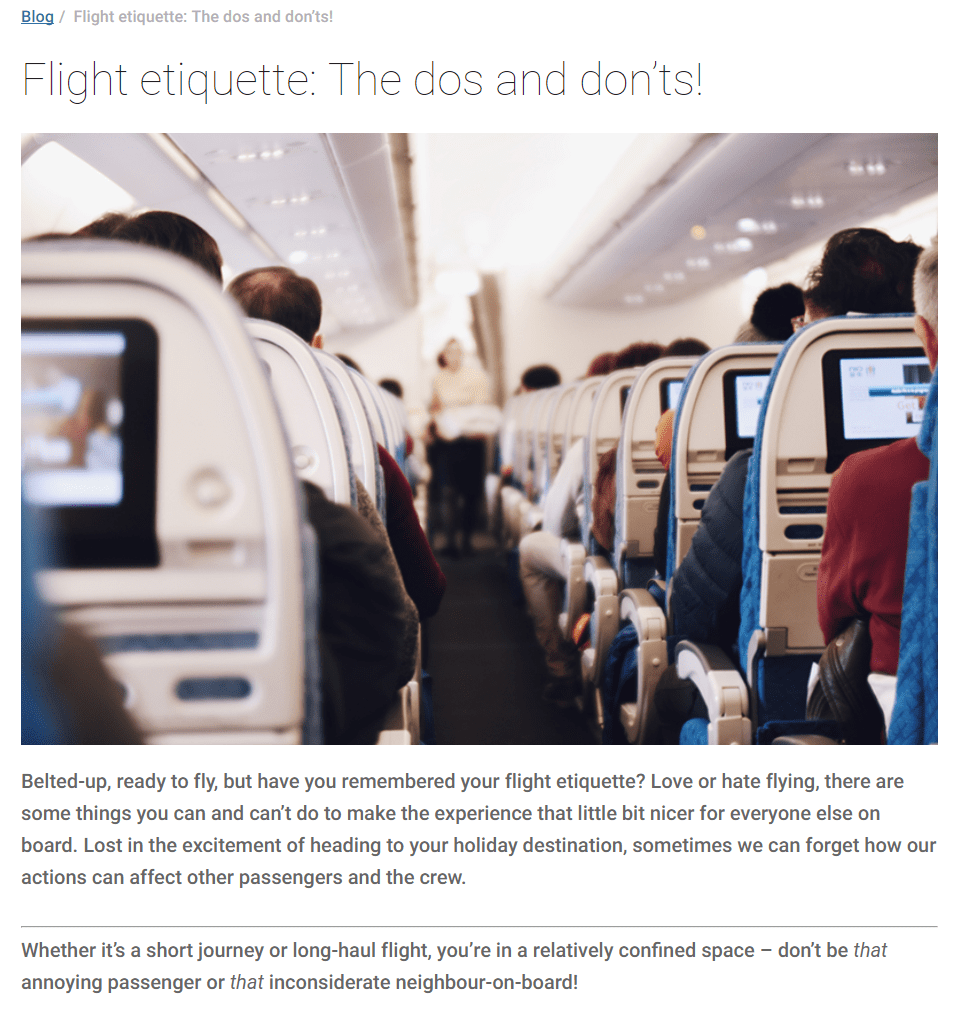 Blog / Flight etiquette: The dos and don’ts!
Flight etiquette: The dos and don’ts!
Belted-up, ready to fly, but have you remembered your flight etiquette? Love or hate flying, there are
some things you can and can’t do to make the experience that little bit nicer for everyone else on
board. Lost in the excitement of heading to your holiday destination, sometimes we can forget how our
actions can affect other passengers and the crew.
Whether it’s a short journey or long-haul flight, you’re in a relatively confined space – don’t be that
annoying passenger or that inconsiderate neighbour-on-board!